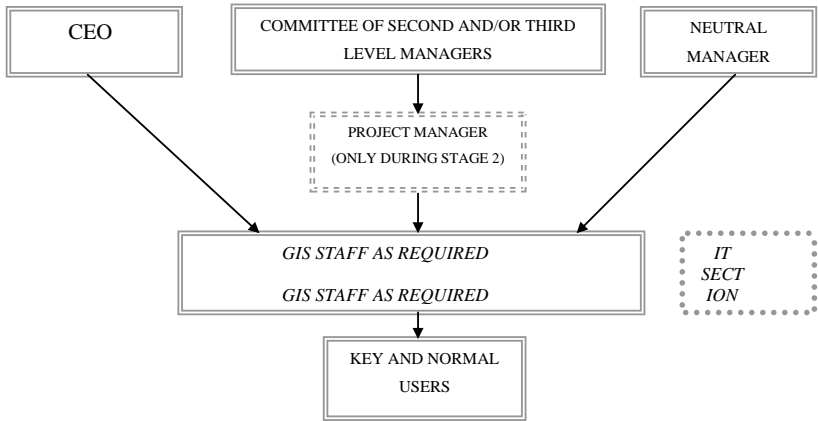 CEO
COMMITTEE OF SECOND AND/OR THIRD
LEVEL MANAGERS
NEUTRAL
MANAGER
PROJECT MANAGER
(ONLY DURING STAGE 2)
GIS STAFF AS REQUIRED
GIS STAFF AS REQUIRED
IT
SECT
ION
KEY AND NORMAL
USERS